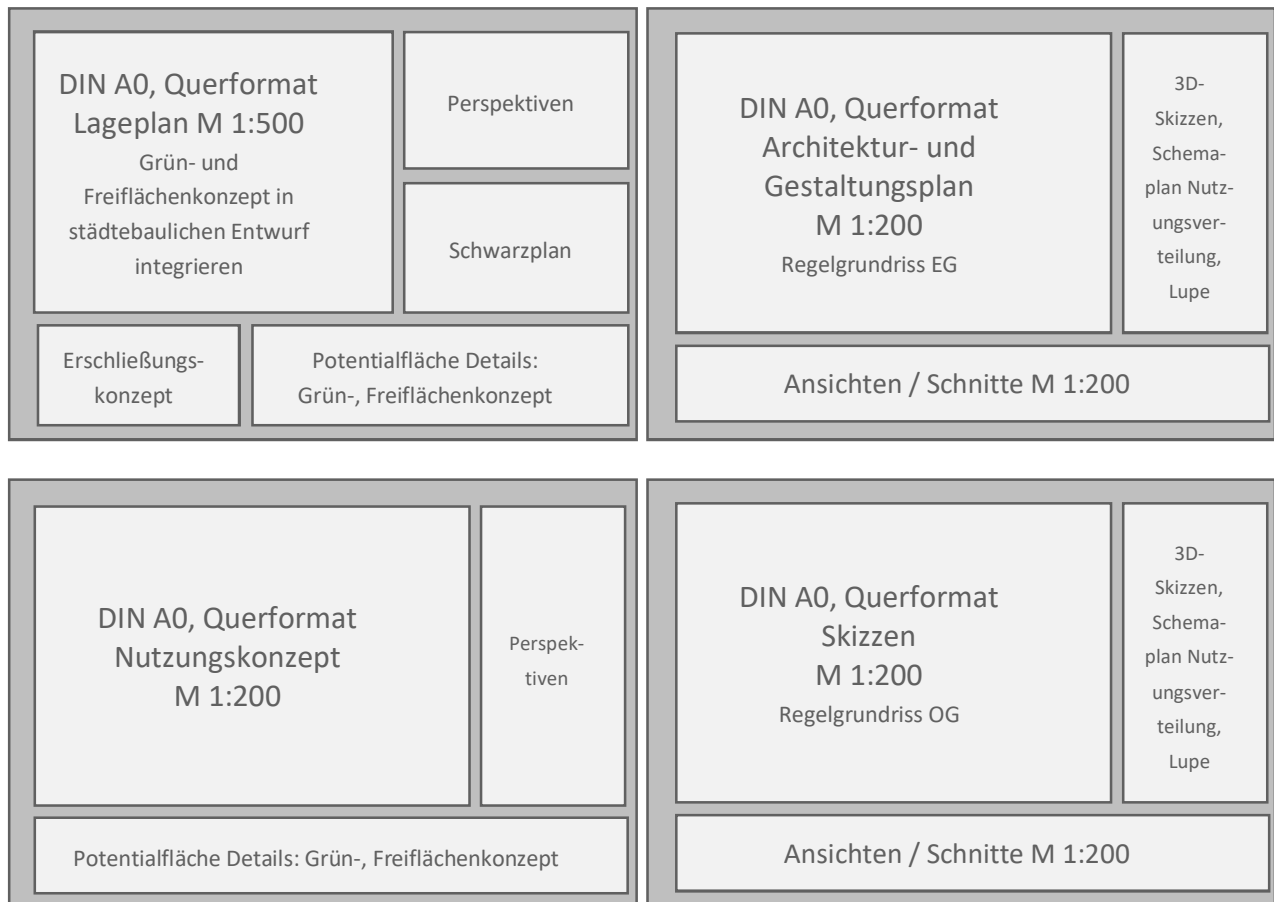 DIN A0, Querformat
Lageplan M 1:500
Grün- und
Freiflächenkonzept in
städtebaulichen Entwurf
integrieren
Perspektiven
Schwarzplan
Erschließungs-
konzept
Potentialfläche Details:
Grün-, Freiflächenkonzept
DIN A0, Querformat
Architektur- und
Gestaltungsplan
M 1:200
Regelgrundriss EG
3D-
Skizzen,
Schema-
plan Nutz-
ungsver-
teilung,
Lupe
Ansichten / Schnitte M 1:200
DIN A0, Querformat
Nutzungskonzept
M 1:200
Perspek-
tiven
Potentialfläche Details: Grün-, Freiflächenkonzept
DIN A0, Querformat
Skizzen
M 1:200
Regelgrundriss OG
3D-
Skizzen,
Schema-
plan Nutz-
ungsver-
teilung,
Lupe
Ansichten / Schnitte M 1:200